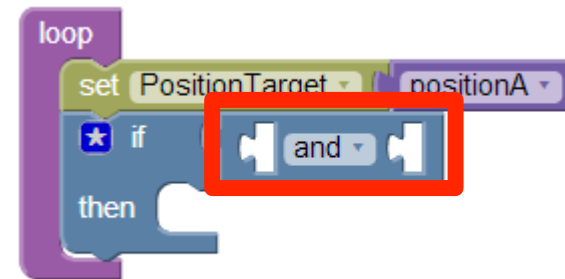 loop
set PositionTarget positionA
if and
then